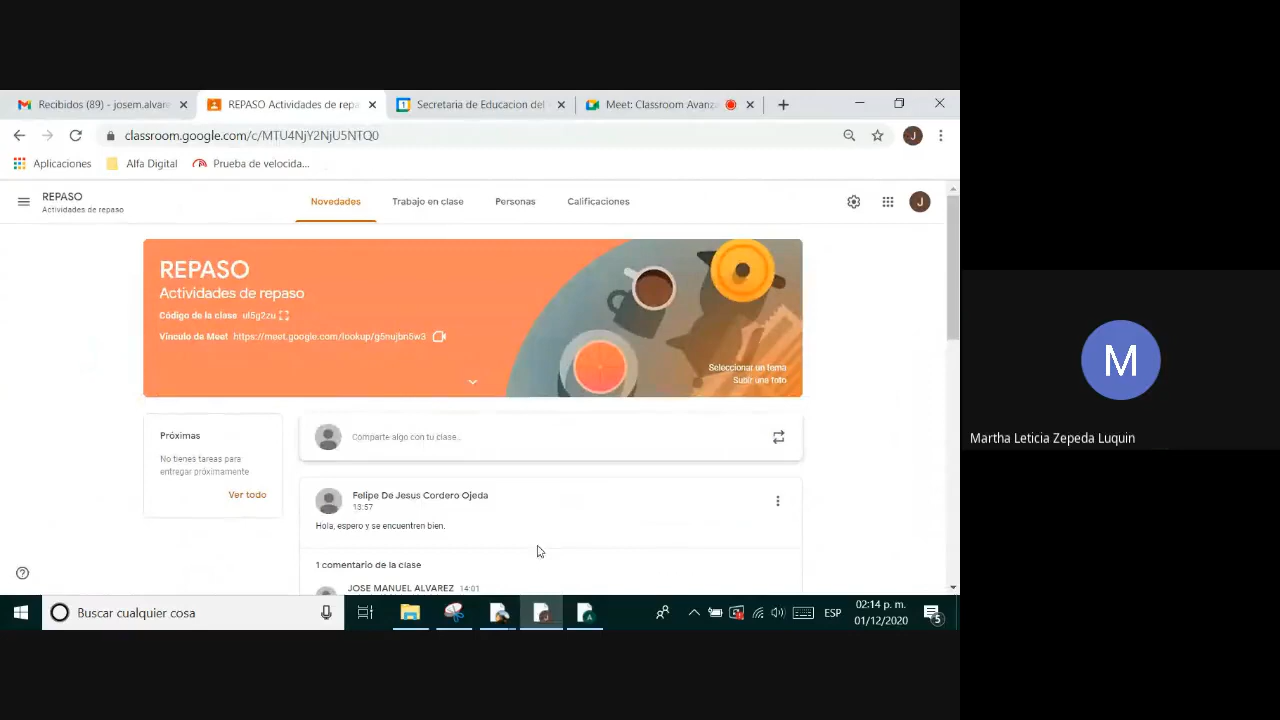 Recibidos (89) - josem.alvare
REPASO Actividades de repa
Secretaria de Educacion del
Meet: Classroom Avanza
classroom.google.com/c/MTU4NjY2NjU5NTQ0
J
Aplicaciones
Alfa Digital
Prueba de velocida...
REPASO
Actividades de repaso
Novedades
Trabajo en clase
Personas
Calificaciones
J
REPASO
Actividades de repaso
Código de la clase ul5g2zu
Vínculo de Meet https://meet.google.com/lookup/g5nujbn5w3
Seleccionar un tema
Subir una foto
Próximas
No tienes tareas para
entregar próximamente
Ver todo
Comparte algo con tu clase...
Felipe De Jesus Cordero Ojeda
13:57
Hola, espero y se encuentren bien.
1 comentario de la clase
JOSE MANUEL ALVAREZ 14:01
M
Martha Leticia Zepeda Luquin
Buscar cualquier cosa
ESP
02:14 p. m.
01/12/2020
5